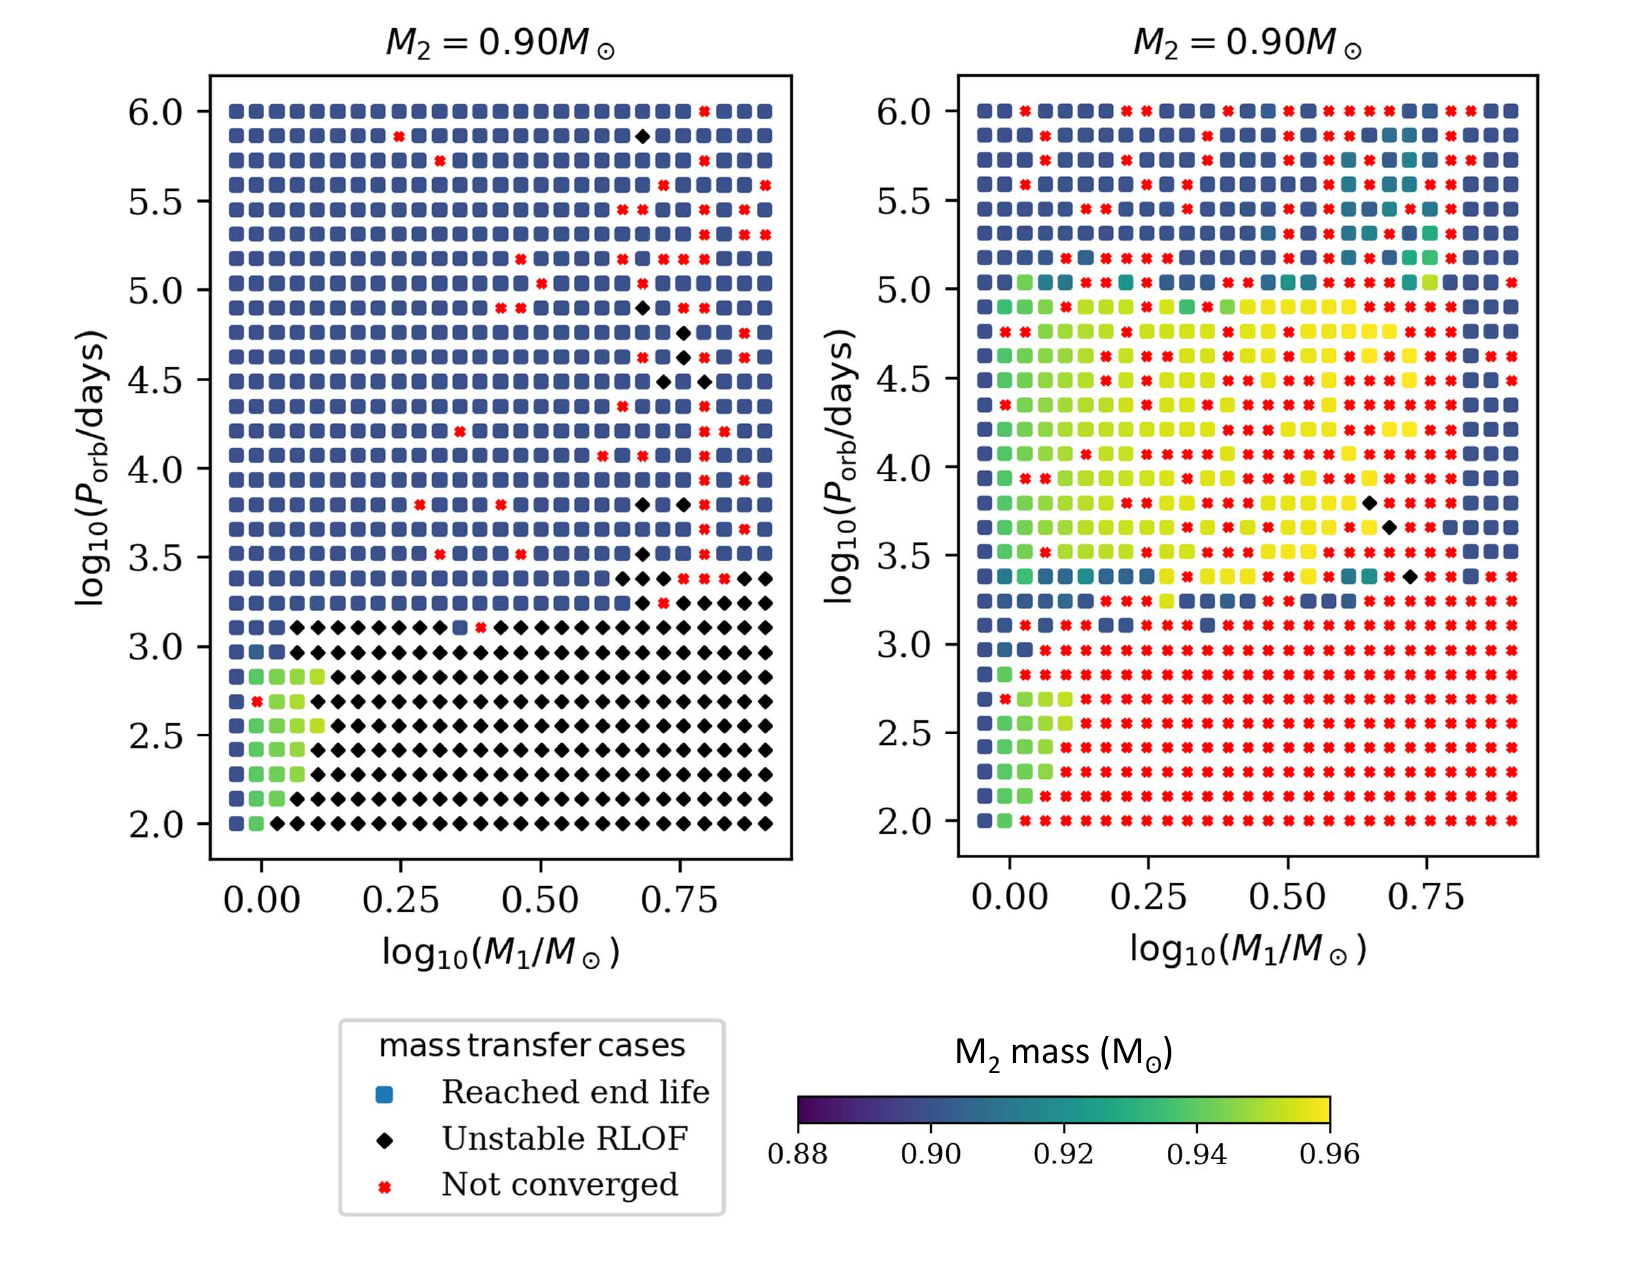 M₂ = 0.90M⊙
6.0
5.5
5.0
4.5
4.0
3.5
3.0
2.5
2.0
log₁₀(P_orb/days)
0.00 0.25 0.50 0.75
log₁₀(M₁/M⊙)
M₂ = 0.90M⊙
6.0
5.5
5.0
4.5
4.0
3.5
3.0
2.5
2.0
log₁₀(P_orb/days)
0.00 0.25 0.50 0.75
log₁₀(M₁/M⊙)
mass transfer cases
Reached end life
Unstable RLOF
Not converged
M₂ mass (M⊙)
0.88 0.90 0.92 0.94 0.96